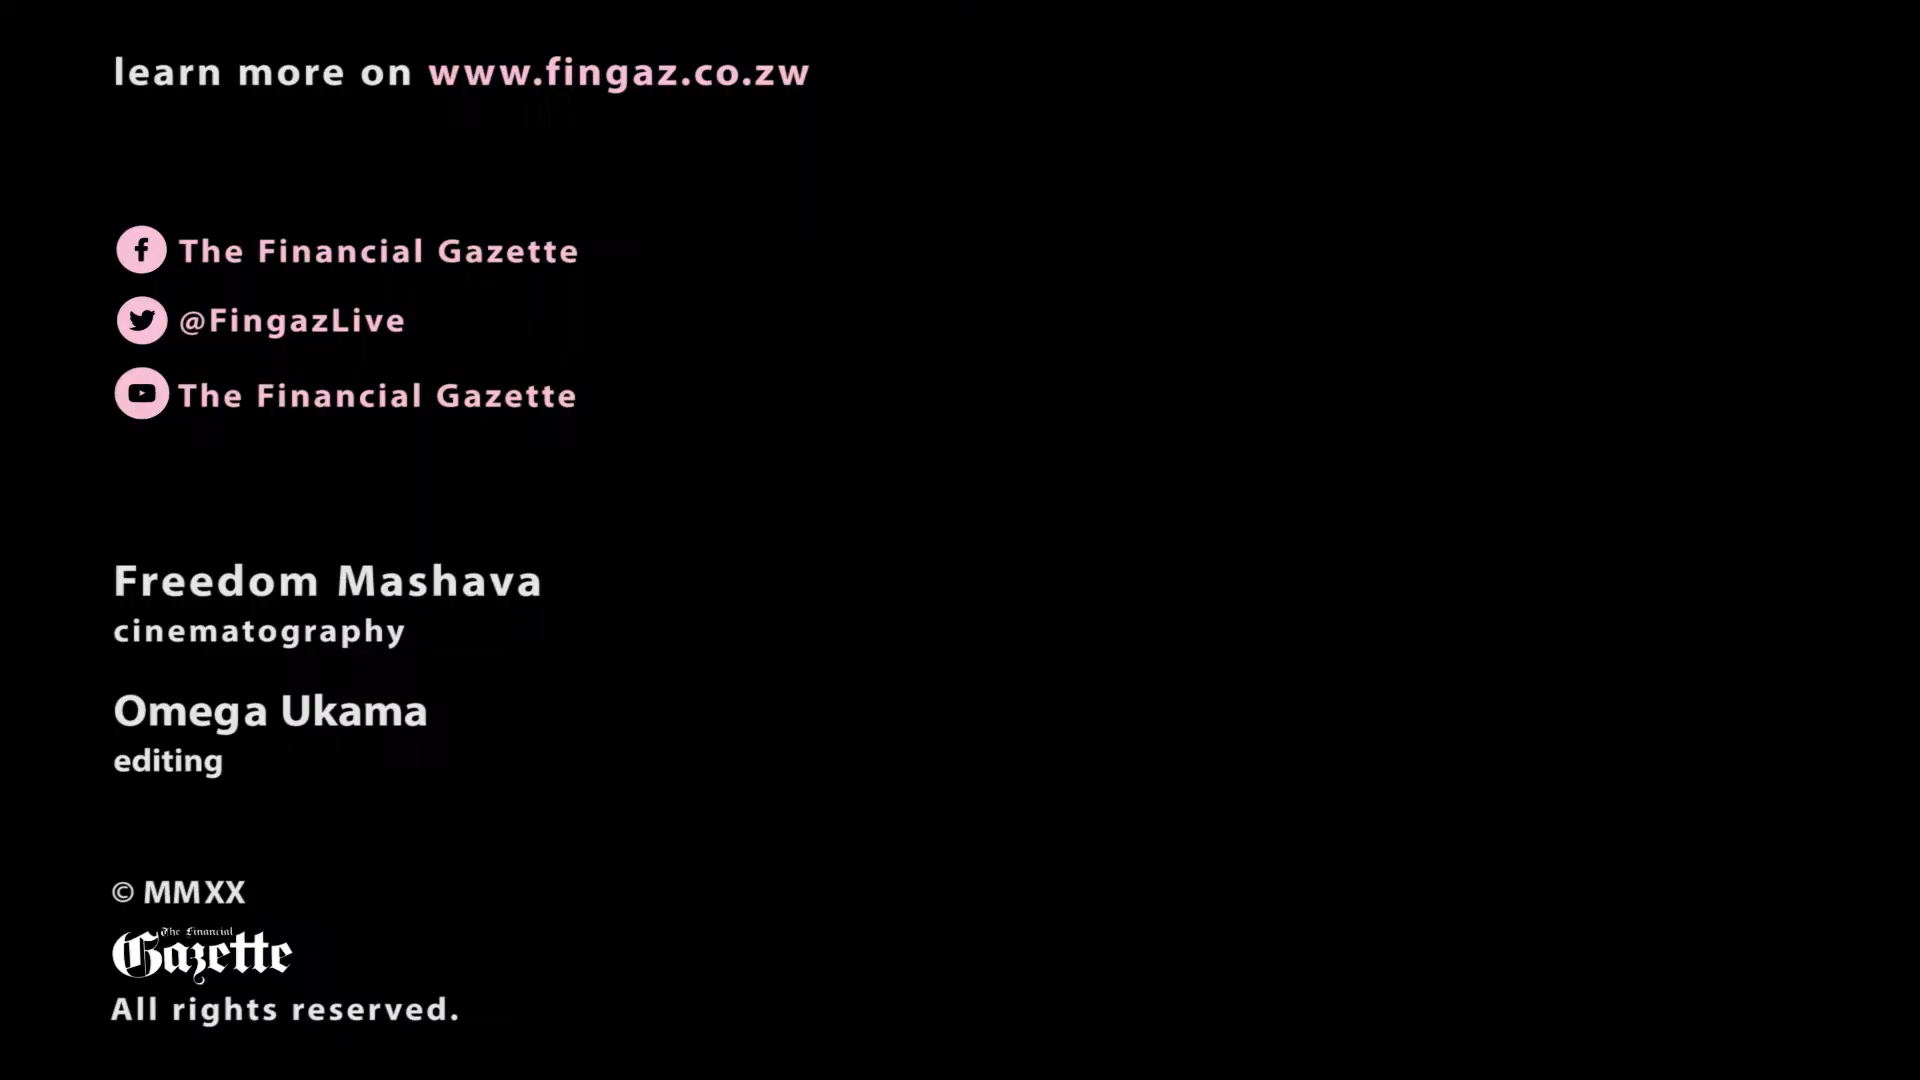 learn more on www.fingaz.co.zw
The Financial Gazette
@FingazLive
The Financial Gazette
Freedom Mashava
cinematography
Omega Ukama
editing
© MMXX
The Financial
Gazette
All rights reserved.